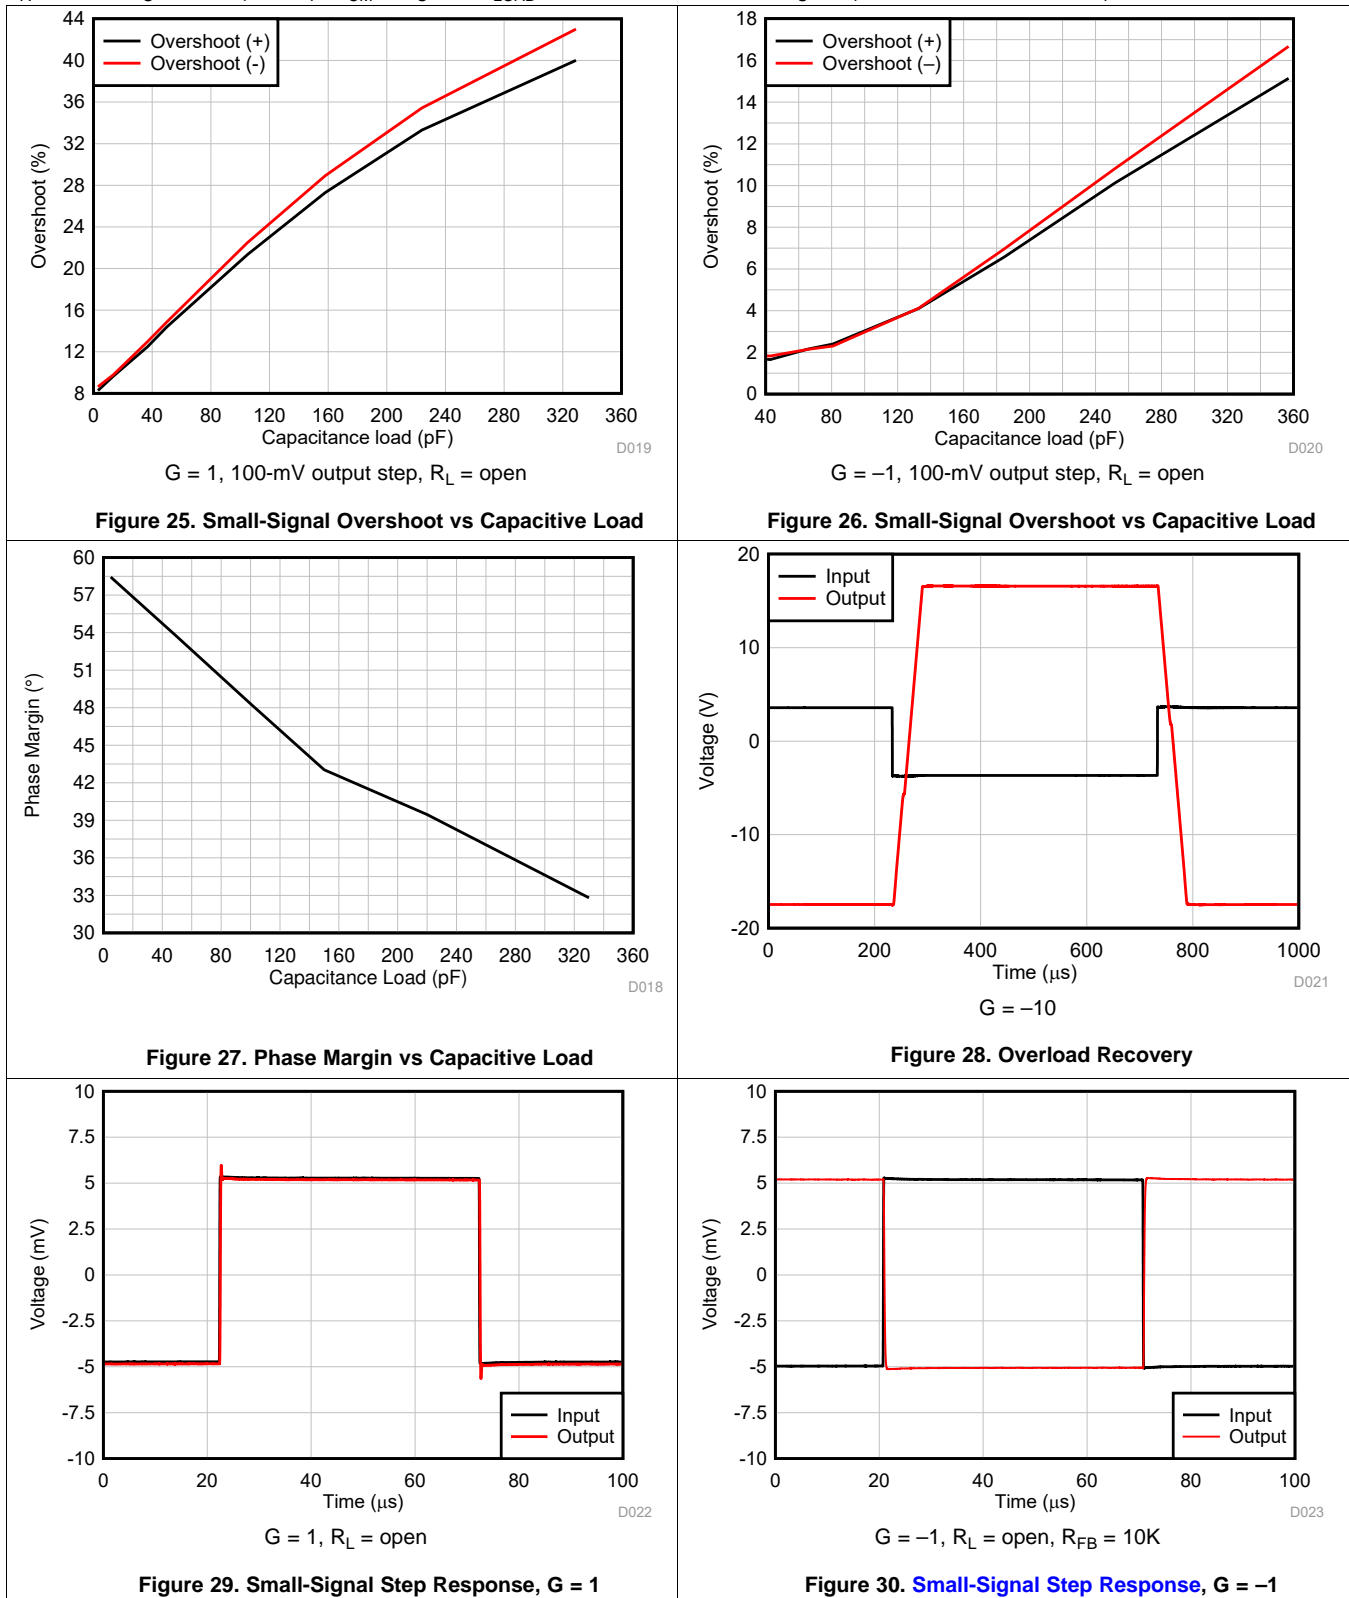 44
40
36
32
28
24
20
16
12
8
Overshoot (%)
Overshoot (+)
Overshoot (-)
0 40 80 120 160 200 240 280 320 360
Capacitance load (pF)
D019
G = 1, 100-mV output step, RL = open
Figure 25. Small-Signal Overshoot vs Capacitive Load
18
16
14
12
10
8
6
4
2
0
Overshoot (%)
Overshoot (+)
Overshoot (–)
40 80 120 160 200 240 280 320 360
Capacitance load (pF)
D020
G = –1, 100-mV output step, RL = open
Figure 26. Small-Signal Overshoot vs Capacitive Load
60
57
54
51
48
45
42
39
36
33
30
Phase Margin (°)
0 40 80 120 160 200 240 280 320 360
Capacitance Load (pF)
D018
Figure 27. Phase Margin vs Capacitive Load
20
10
0
-10
-20
Voltage (V)
Input
Output
0 200 400 600 800 1000
Time (µs)
D021
G = –10
Figure 28. Overload Recovery
10
7.5
5
2.5
0
-2.5
-5
-7.5
-10
Voltage (mV)
Input
Output
0 20 40 60 80 100
Time (µs)
D022
G = 1, RL = open
Figure 29. Small-Signal Step Response, G = 1
10
7.5
5
2.5
0
-2.5
-5
-7.5
-10
Voltage (mV)
Input
Output
0 20 40 60 80 100
Time (µs)
D023
G = –1, RL = open, RFB = 10K
Figure 30. Small-Signal Step Response, G = –1